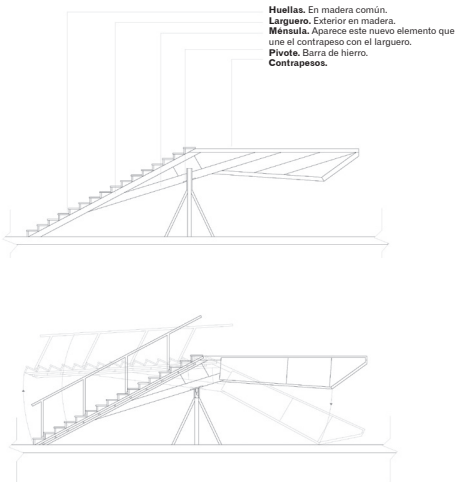 Huellas. En madera común.
Larguero. Exterior en madera.
Ménsula. Aparece este nuevo elemento que
une el contrapeso con el larguero.
Pivote. Barra de hierro.
Contrapesos.